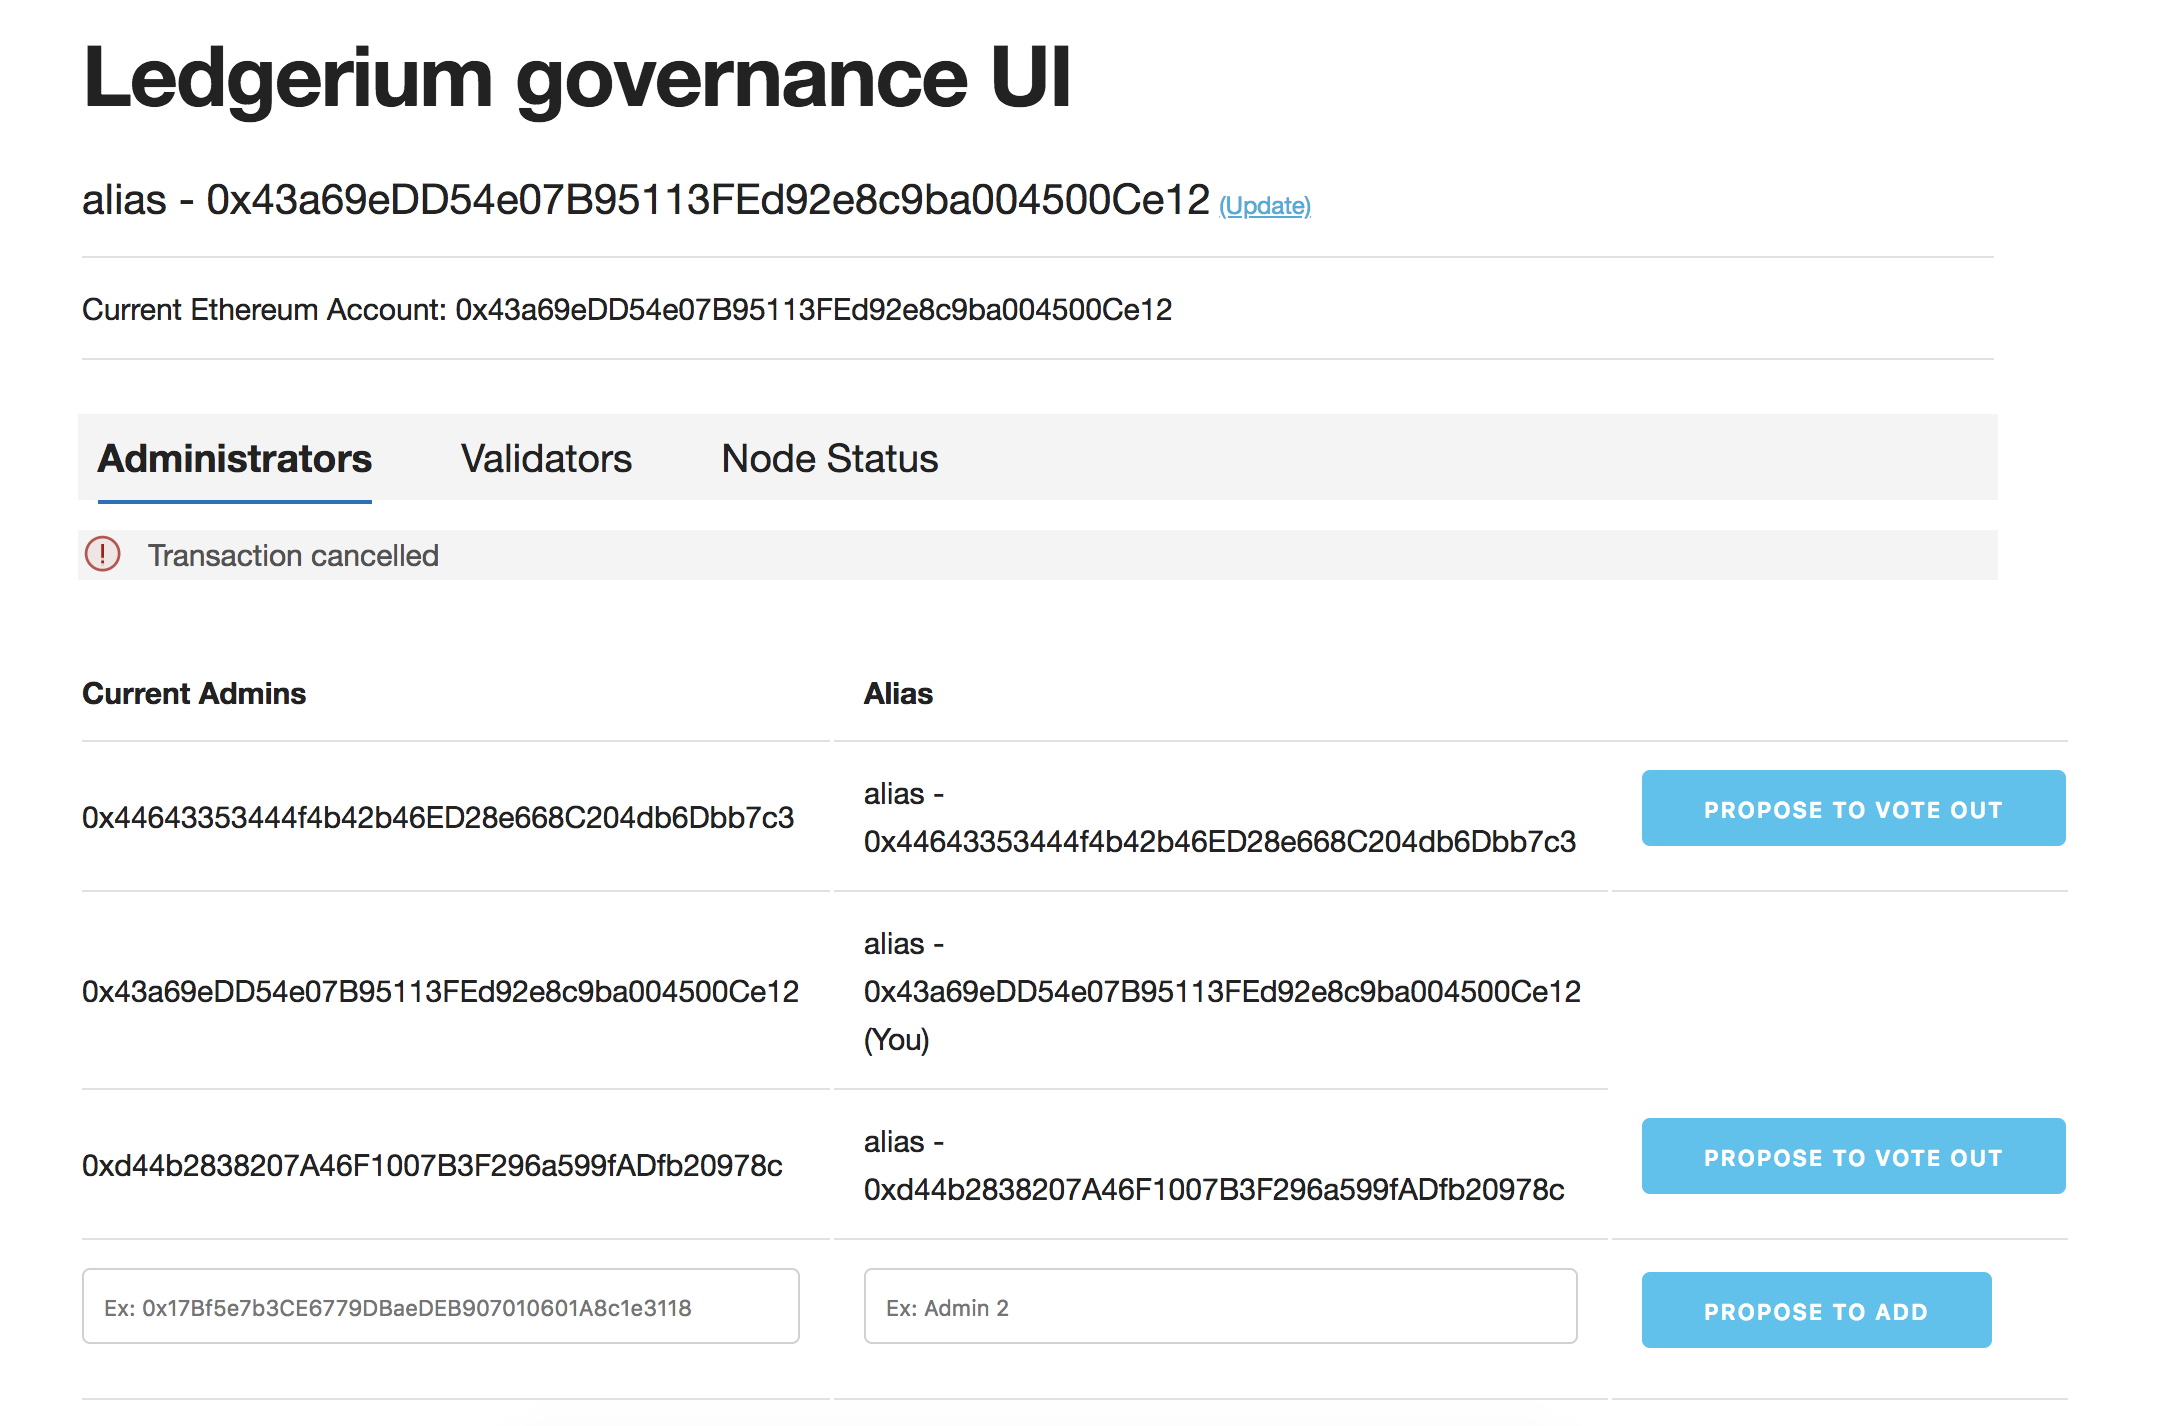 Ledgerium governance UI
alias - 0x43a69eDD54e07B95113FEd92e8c9ba004500Ce12 (Update)
Current Ethereum Account: 0x43a69eDD54e07B95113FEd92e8c9ba004500Ce12
Administrators Validators Node Status
Transaction cancelled
Current Admins Alias
alias -
0x44643353444f4b42b46ED28e668C204db6Dbb7c3 0x44643353444f4b42b46ED28e668C204db6Dbb7c3 PROPOSE TO VOTE OUT
alias -
0x43a69eDD54e07B95113FEd92e8c9ba004500Ce12 0x43a69eDD54e07B95113FEd92e8c9ba004500Ce12
(You)
alias -
0xd44b2838207A46F1007B3F296a599fADfb20978c 0xd44b2838207A46F1007B3F296a599fADfb20978c PROPOSE TO VOTE OUT
Ex: 0x17Bf5e7b3CE6779DBaeDEB907010601A8c1e3118 Ex: Admin 2 PROPOSE TO ADD